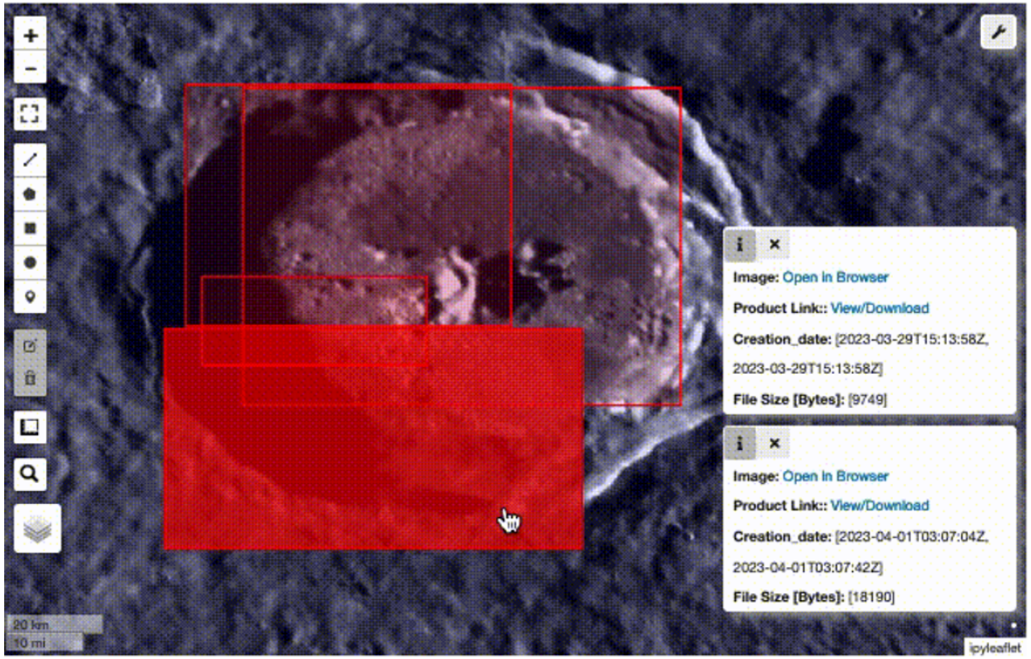 +
−
i ×
Image: Open in Browser
Product Link:: View/Download
Creation_date: [2023-03-29T15:13:58Z,
2023-03-29T15:13:58Z]
File Size [Bytes]: [9749]
i ×
Image: Open in Browser
Product Link:: View/Download
Creation_date: [2023-04-01T03:07:04Z,
2023-04-01T03:07:42Z]
File Size [Bytes]: [18190]
20 km
10 mi
ipyleaflet